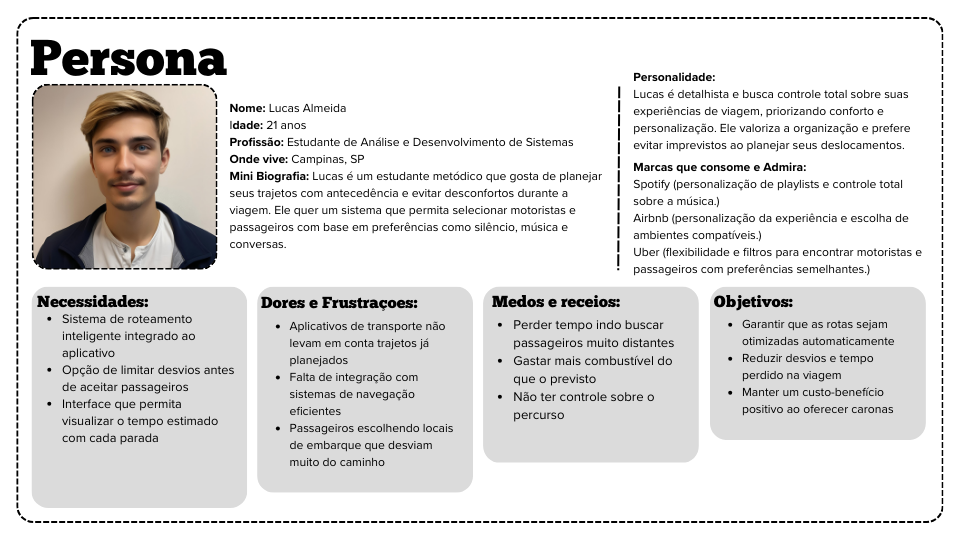 Persona
Nome: Lucas Almeida
Idade: 21 anos
Profissão: Estudante de Análise e Desenvolvimento de Sistemas
Onde vive: Campinas, SP
Mini Biografia: Lucas é um estudante metódico que gosta de planejar
seus trajetos com antecedência e evitar desconfortos durante a
viagem. Ele quer um sistema que permita selecionar motoristas e
passageiros com base em preferências como silêncio, música e
conversas.
Personalidade:
Lucas é detalhista e busca controle total sobre suas
experiências de viagem, priorizando conforto e
personalização. Ele valoriza a organização e prefere
evitar imprevistos ao planejar seus deslocamentos.
Marcas que consome e Admira:
Spotify (personalização de playlists e controle total
sobre a música.)
Airbnb (personalização da experiência e escolha de
ambientes compatíveis.)
Uber (flexibilidade e filtros para encontrar motoristas e
passageiros com preferências semelhantes.)
Necessidades:
• Sistema de roteamento
inteligente integrado ao
aplicativo
• Opção de limitar desvios antes
de aceitar passageiros
• Interface que permita
visualizar o tempo estimado
com cada parada
Dores e Frustraçoes:
• Aplicativos de transporte não
levam em conta trajetos já
planejados
• Falta de integração com
sistemas de navegação
eficientes
• Passageiros escolhendo locais
de embarque que desviam
muito do caminho
Medos e receios:
• Perder tempo indo buscar
passageiros muito distantes
• Gastar mais combustível do
que o previsto
• Não ter controle sobre o
percurso
Objetivos:
• Garantir que as rotas sejam
otimizadas automaticamente
• Reduzir desvios e tempo
perdido na viagem
• Manter um custo-benefício
positivo ao oferecer caronas